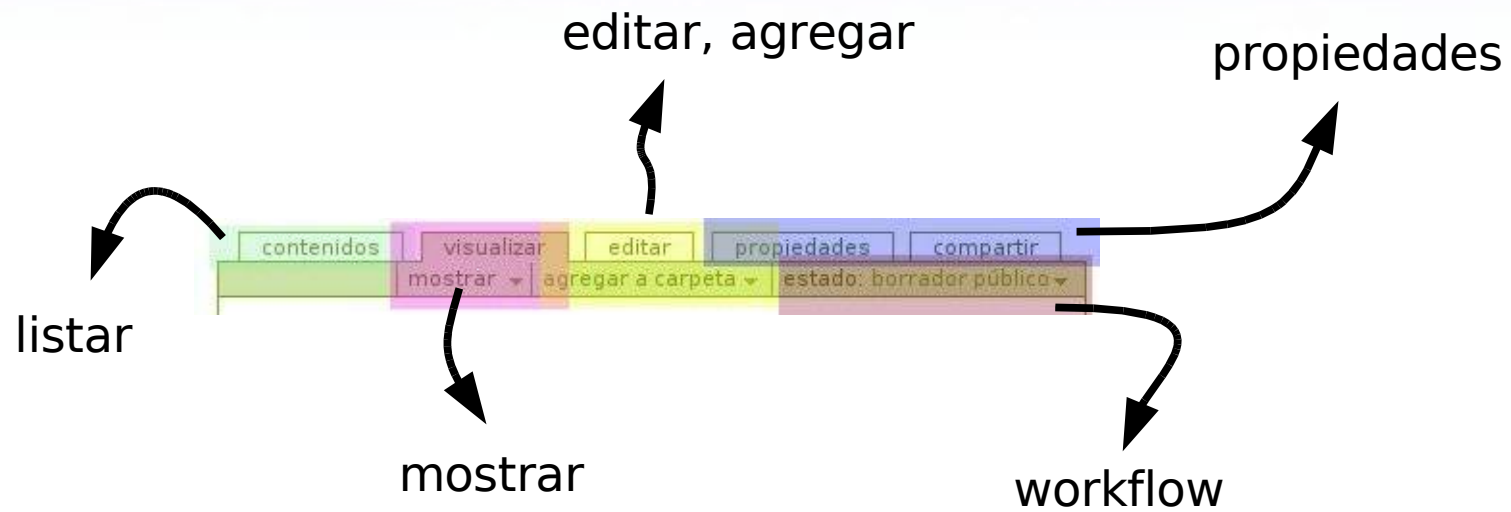 editar, agregar
propiedades
contenidos visualizar editar propiedades compartir
mostrar agregar a carpeta estado: borrador público
listar
mostrar
workflow